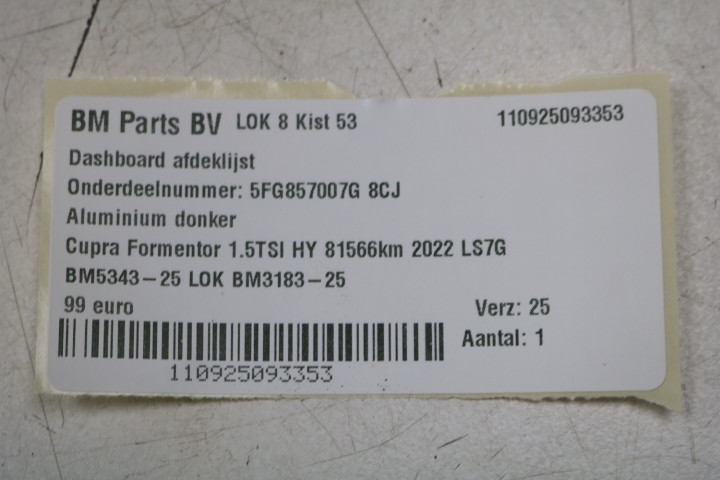 BM Parts BV LOK 8 Kist 53 110925093353
Dashboard afdeklijst
Onderdeelnummer: 5FG857007G 8CJ
Aluminium donker
Cupra Formentor 1.5TSI HY 81566km 2022 LS7G
BM5343-25 LOK BM3183-25
99 euro Verz: 25
Aantal: 1
110925093353